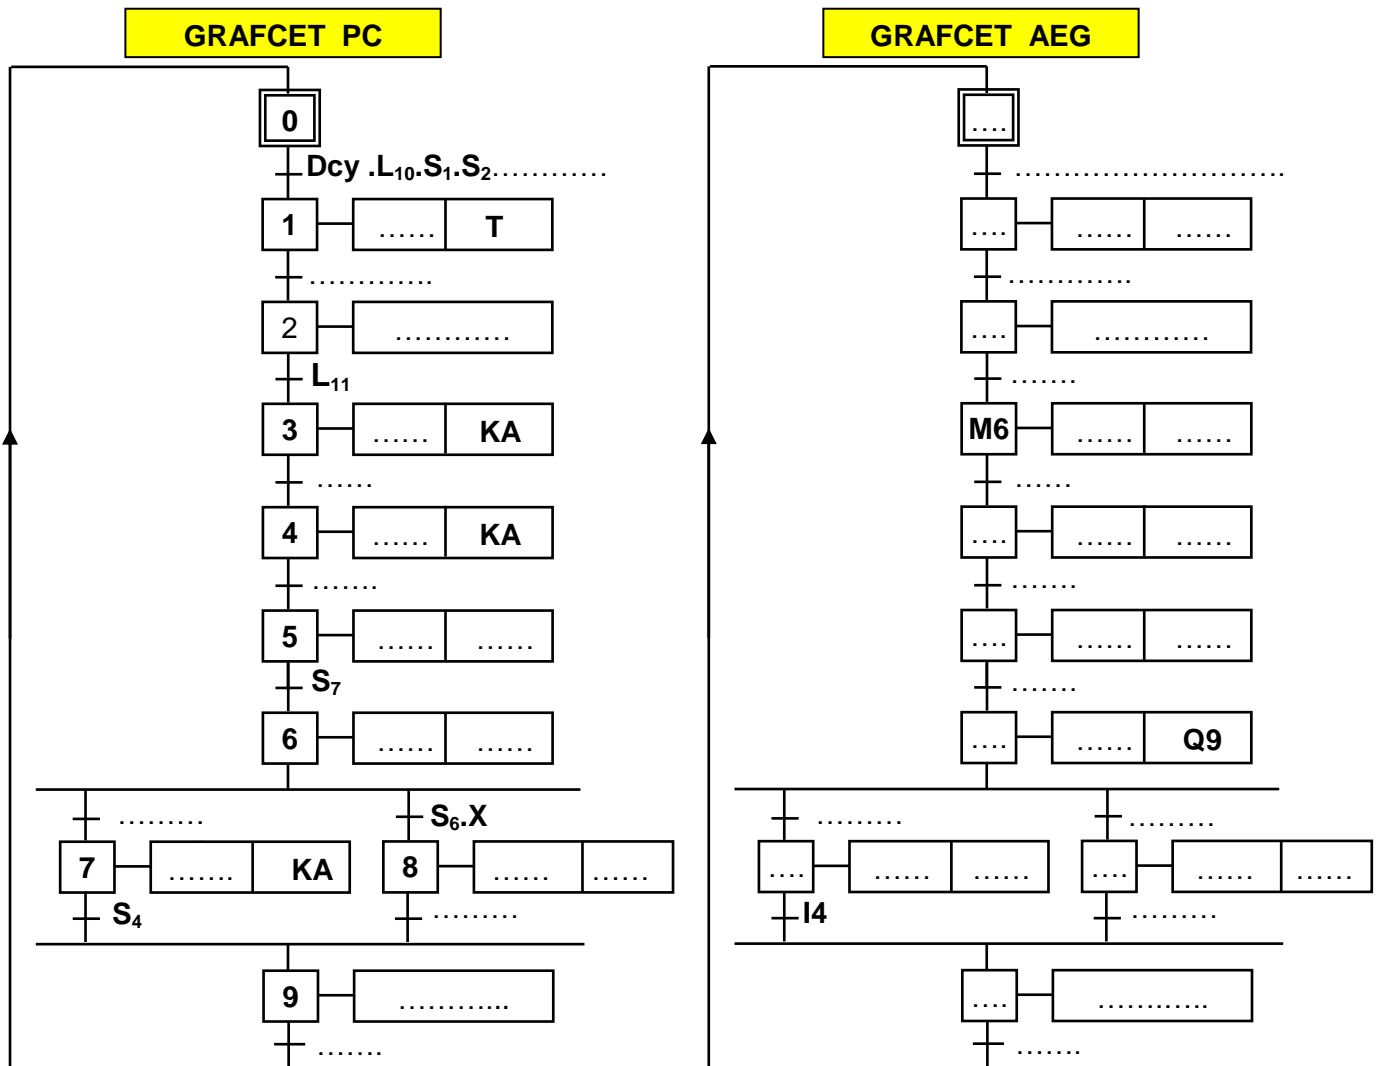 GRAFCET PC
0
Dcy .L₁₀.S₁.S₂............
1 ...... T
.............
2 ............
L₁₁
3 ...... KA
......
4 ...... KA
.......
5 ...... ......
S₇
6 ...... ......
......... S₆.X
7 ....... KA 8 ...... ......
S₄ .........
9 ............
.......
GRAFCET AEG
....
.............................
.... ...... ......
.............
.... ............
.......
M6 ...... ......
......
.... ...... ......
.......
.... ...... ......
.......
.... ...... Q9
......... .........
.... ...... ...... .... ...... ......
I4 .........
.... ............
.......